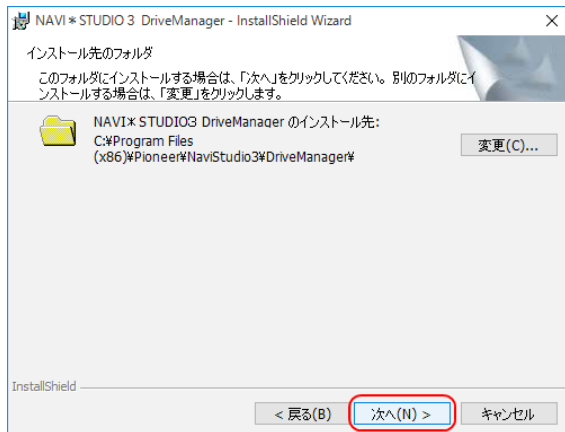 NAVI＊STUDIO 3 DriveManager - InstallShield Wizard
インストール先のフォルダ
このフォルダにインストールする場合は、「次へ」をクリックしてください。別のフォルダにイ
ンストールする場合は、「変更」をクリックします。
NAVI＊STUDIO3 DriveManager のインストール先:
C:¥Program Files
(x86)¥Pioneer¥NaviStudio3¥DriveManager¥
変更(C)...
InstallShield
< 戻る(B)
次へ(N) >
キャンセル